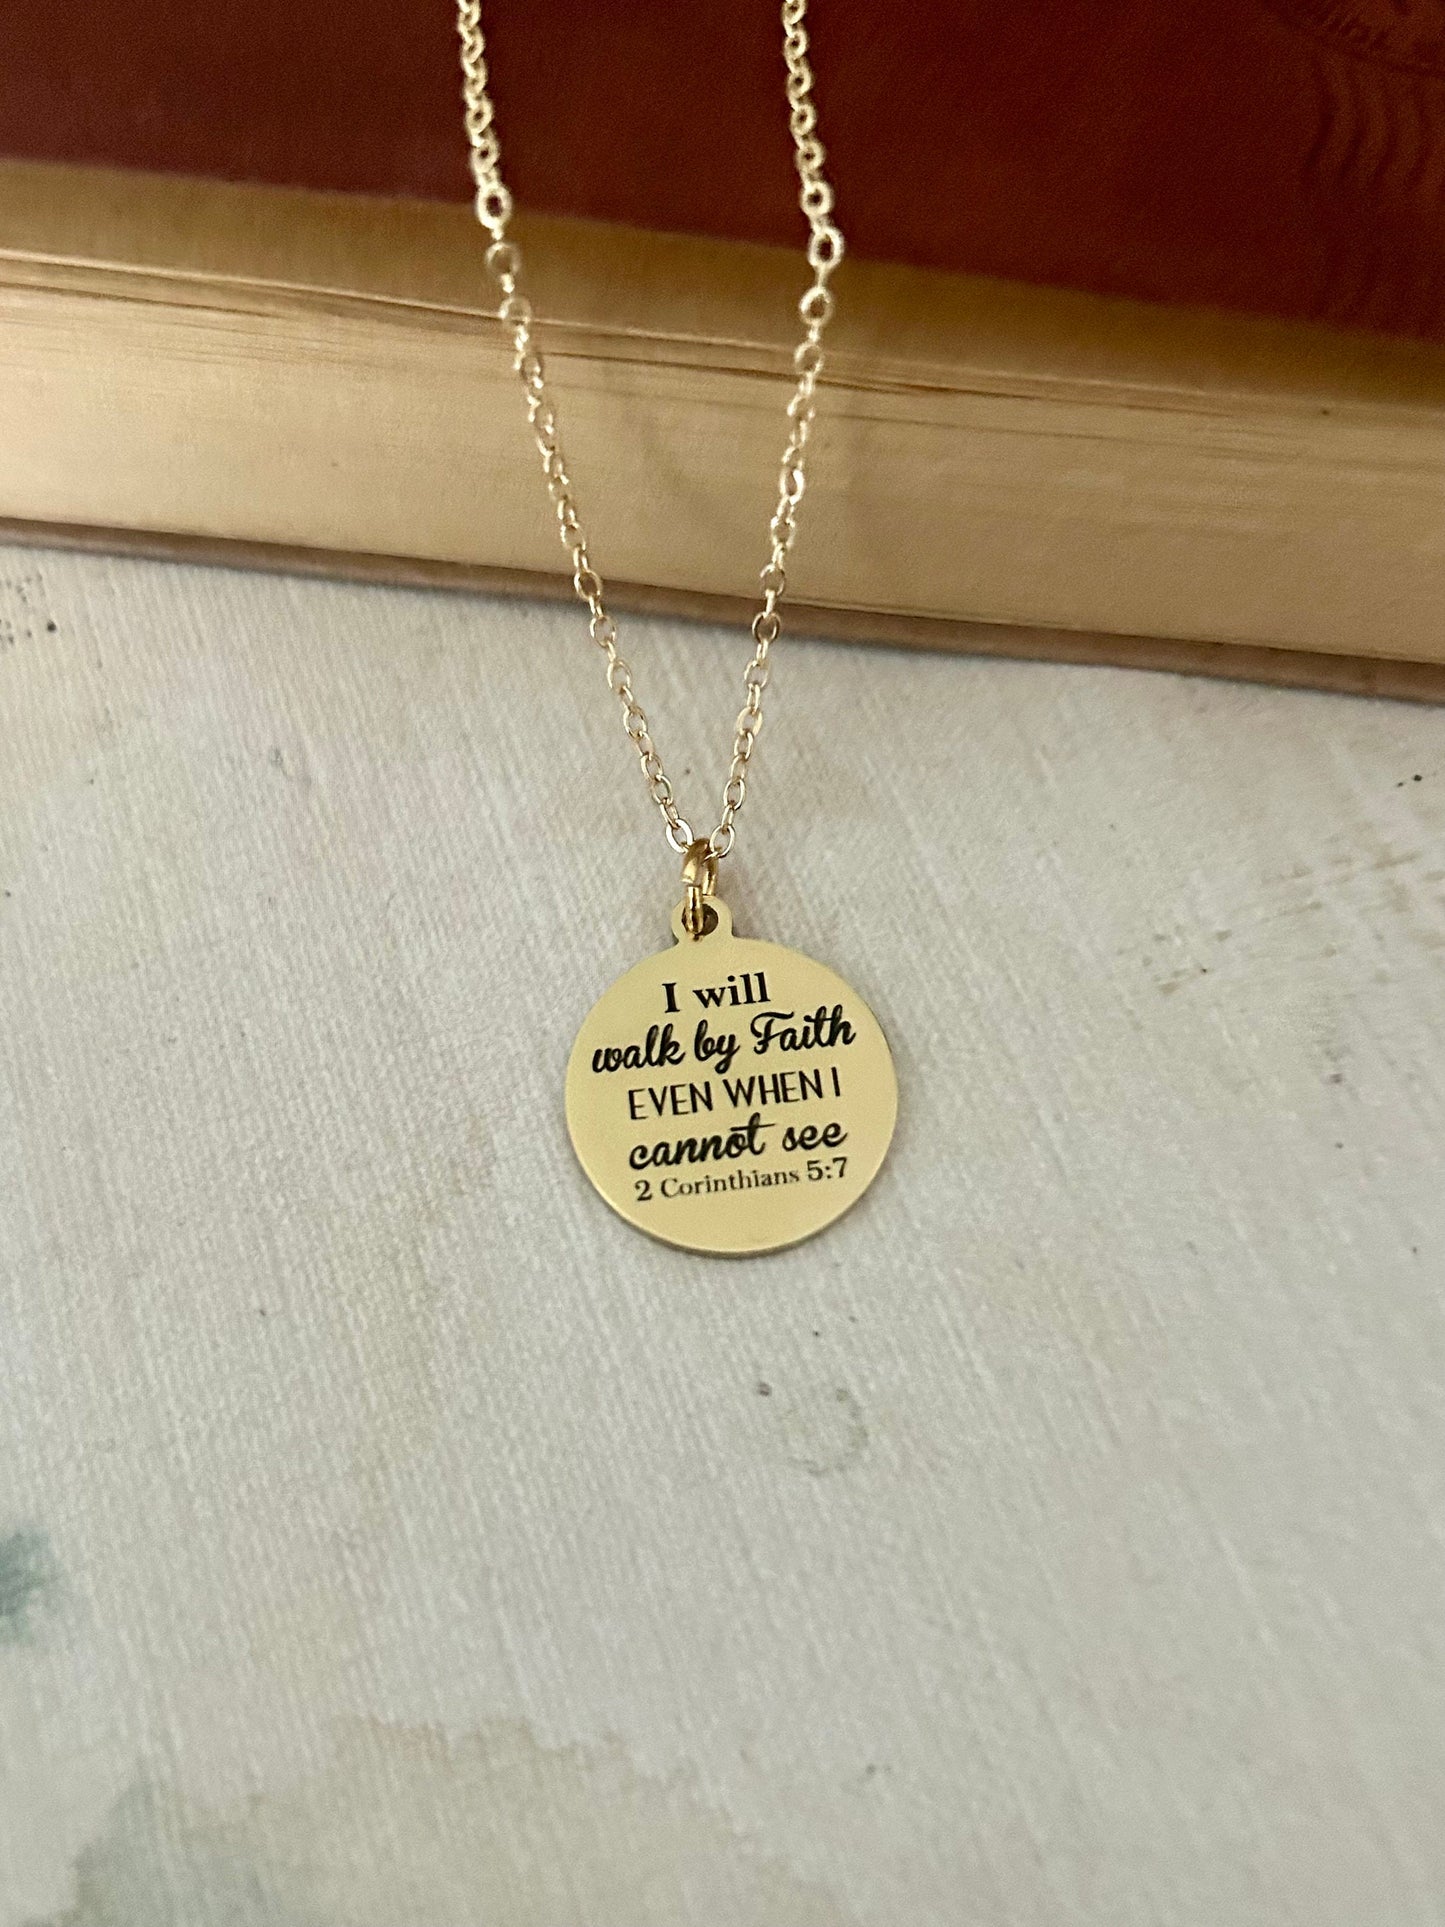 I will
walk by Faith
EVEN WHEN I
cannot see
2 Corinthians 5:7